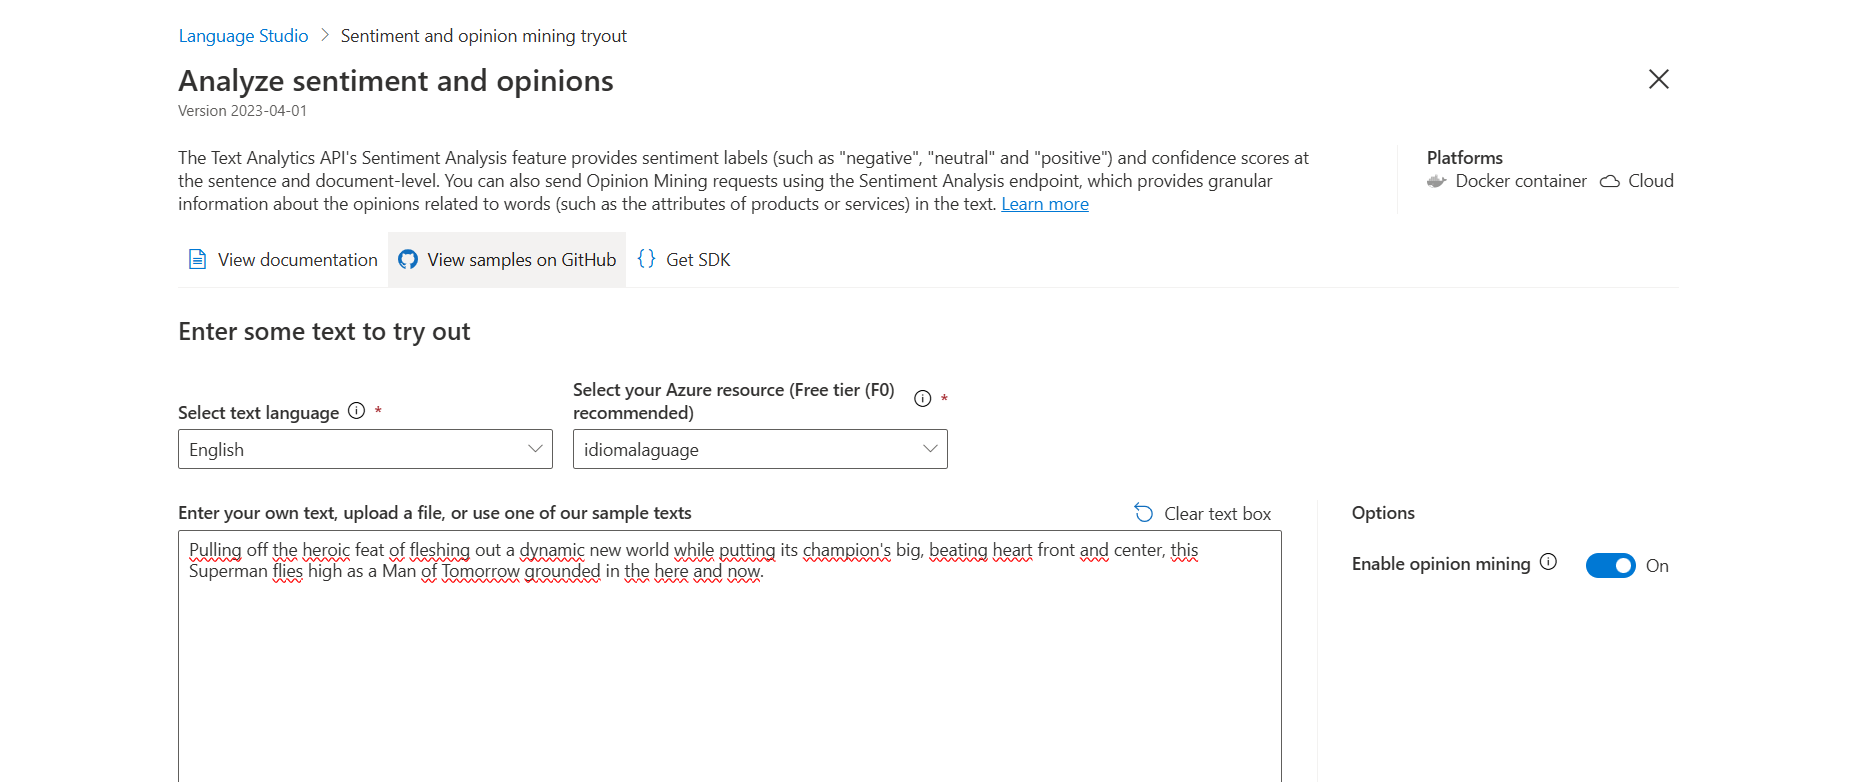 Language Studio > Sentiment and opinion mining tryout
Analyze sentiment and opinions
Version 2023-04-01
The Text Analytics API's Sentiment Analysis feature provides sentiment labels (such as "negative", "neutral" and "positive") and confidence scores at
the sentence and document-level. You can also send Opinion Mining requests using the Sentiment Analysis endpoint, which provides granular
information about the opinions related to words (such as the attributes of products or services) in the text. Learn more
Platforms
Docker container Cloud
View documentation View samples on GitHub {} Get SDK
Enter some text to try out
Select text language *
English
Select your Azure resource (Free tier (F0)
recommended) *
idiomalaguage
Enter your own text, upload a file, or use one of our sample texts
Clear text box
Pulling off the heroic feat of fleshing out a dynamic new world while putting its champion's big, beating heart front and center, this
Superman flies high as a Man of Tomorrow grounded in the here and now.
Options
Enable opinion mining On